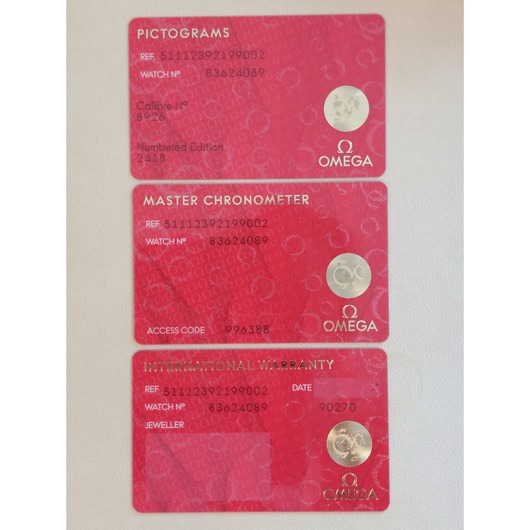 PICTOGRAMS
REF 51112392199002
WATCH Nº 83624089
Calibre Nº
8926
Numbered Edition
2418
Ω
OMEGA
MASTER CHRONOMETER
REF 51112392199002
WATCH Nº 83624089
ACCESS CODE 996388
Ω
OMEGA
INTERNATIONAL WARRANTY
REF 51112392199002 DATE
WATCH Nº 83624089 90270
JEWELLER
Ω
OMEGA